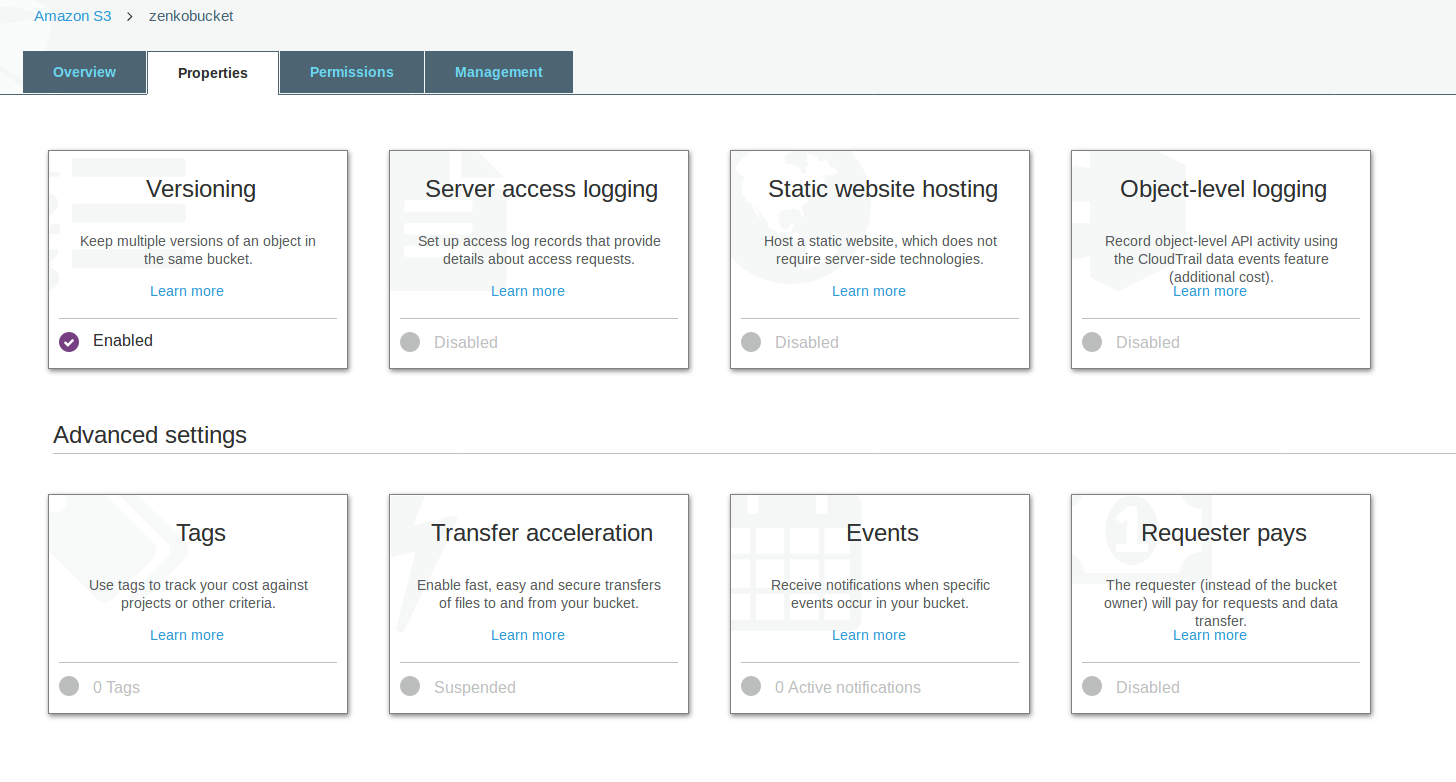 Amazon S3 > zenkobucket
Overview Properties Permissions Management
Versioning
Keep multiple versions of an object in
the same bucket.
Learn more
Enabled
Server access logging
Set up access log records that provide
details about access requests.
Learn more
Disabled
Static website hosting
Host a static website, which does not
require server-side technologies.
Learn more
Disabled
Object-level logging
Record object-level API activity using
the CloudTrail data events feature
(additional cost).
Learn more
Disabled
Advanced settings
Tags
Use tags to track your cost against
projects or other criteria.
Learn more
0 Tags
Transfer acceleration
Enable fast, easy and secure transfers
of files to and from your bucket.
Learn more
Suspended
Events
Receive notifications when specific
events occur in your bucket.
Learn more
0 Active notifications
Requester pays
The requester (instead of the bucket
owner) will pay for requests and data
transfer.
Learn more
Disabled